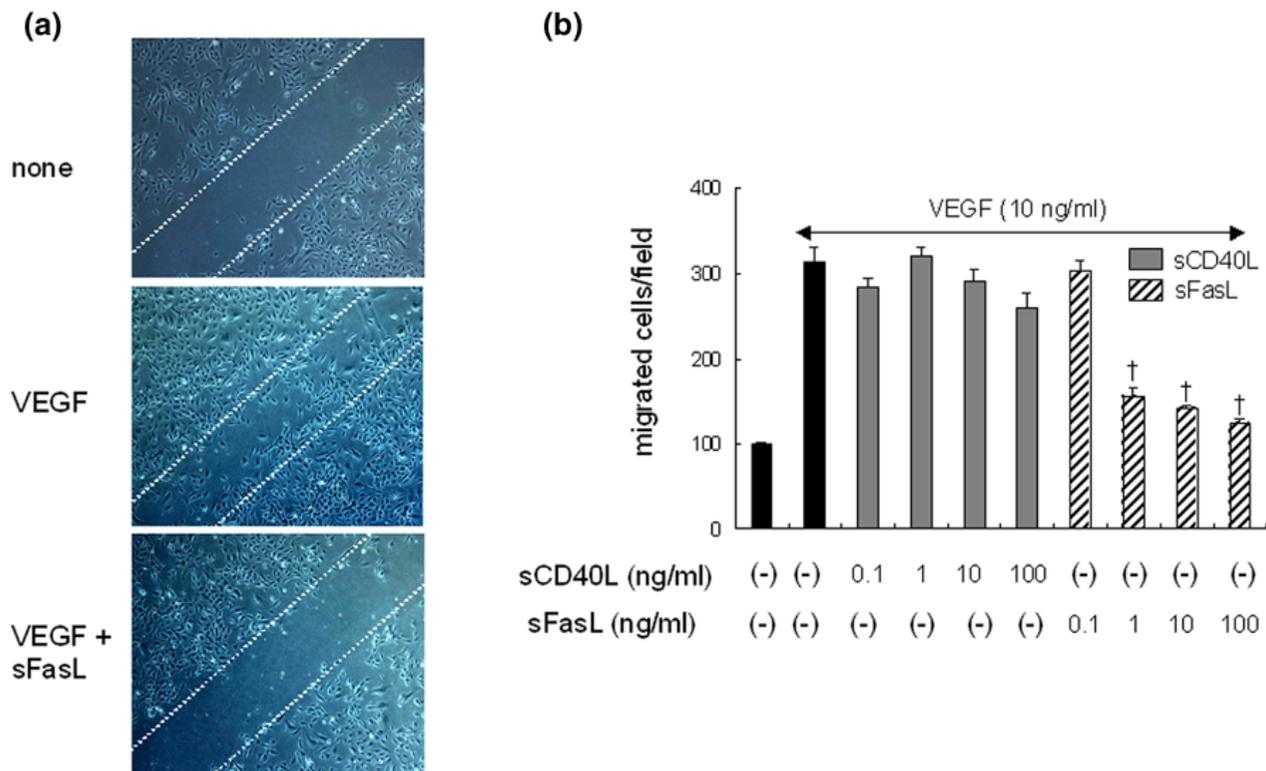 (a)
none
VEGF
VEGF +
sFasL
(b)
migrated cells/field
400
300
200
100
0
VEGF (10 ng/ml)
sCD40L
sFasL
† † †
sCD40L (ng/ml) (-) (-) 0.1 1 10 100 (-) (-) (-) (-)
sFasL (ng/ml) (-) (-) (-) (-) (-) (-) 0.1 1 10 100